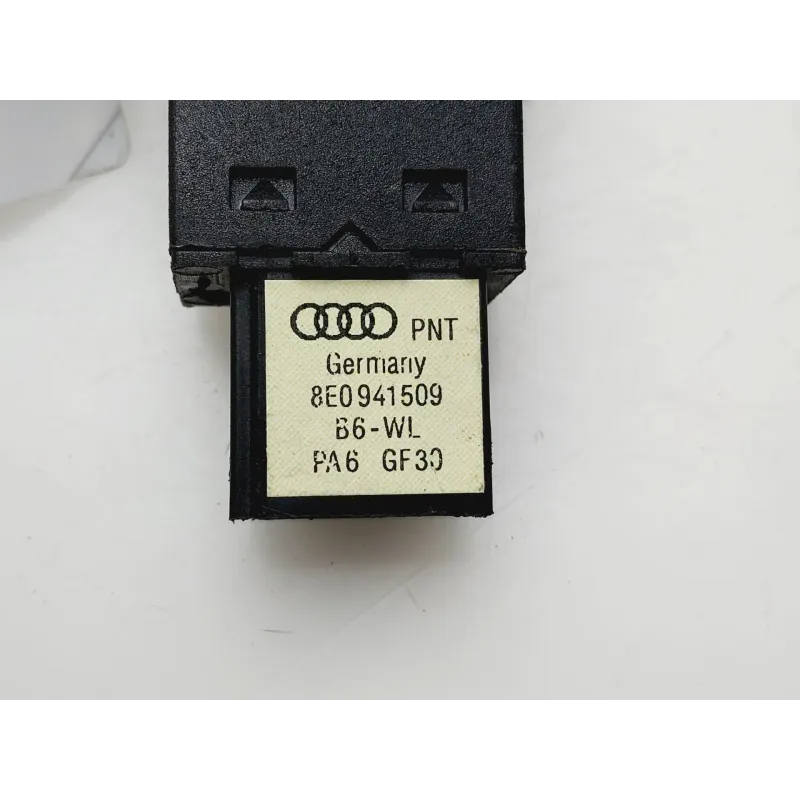 PNT
Germany
8E0941509
B6-WL
PA6 GF30